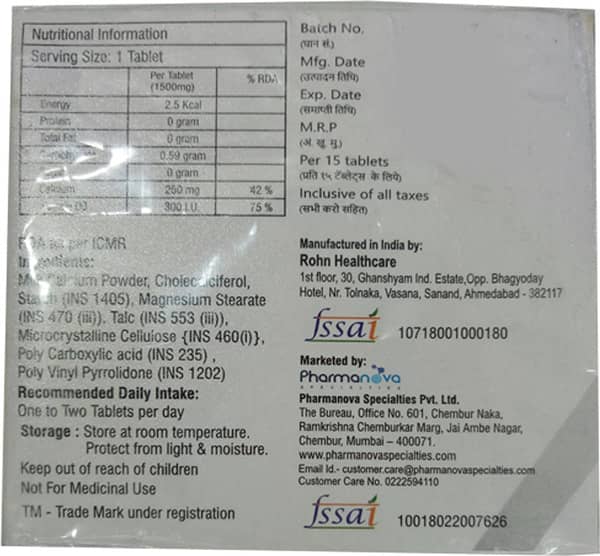 Nutritional Information
Serving Size: 1 Tablet
Per Tablet (1500mg) % RDA
Energy 2.5 Kcal
Protein 0 gram
Total Fat 0 gram
0.59 gram
0 gram
Calcium 250 mg 42 %
D3 300 I.U. 75 %
RDA as per ICMR
Ingredients:
Calcium Powder, Cholecalciferol,
Starch (INS 1405), Magnesium Stearate
(INS 470 (iii)), Talc (INS 553 (iii)),
Microcrystalline Cellulose {INS 460(i)},
Poly Carboxylic acid (INS 235) ,
Poly Vinyl Pyrrolidone (INS 1202)
Recommended Daily Intake:
One to Two Tablets per day
Storage : Store at room temperature.
Protect from light & moisture.
Keep out of reach of children
Not For Medicinal Use
TM - Trade Mark under registration
Batch No.
(घान सं.)
Mfg. Date
(उत्पादन तिथि)
Exp. Date
(समाप्ती तिथि)
M.R.P
(अ. खु. मु.)
Per 15 tablets
(प्रति १५ टॅब्लेट्स के लिये)
Inclusive of all taxes
(सभी करो सहित)
Manufactured in India by:
Rohn Healthcare
1st floor, 30, Ghanshyam Ind. Estate,Opp. Bhagyoday
Hotel, Nr. Tolnaka, Vasana, Sanand, Ahmedabad - 382117
fssai 10718001000180
Marketed by:
Pharmanova
SPECIALTIES
Pharmanova Specialties Pvt. Ltd.
The Bureau, Office No. 601, Chembur Naka,
Ramkrishna Chemburkar Marg, Jai Ambe Nagar,
Chembur, Mumbai – 400071.
www.pharmanovaspecialties.com
Email Id.- customer.care@pharmanovaspecialties.com
Customer Care No. 0222594110
fssai 10018022007626